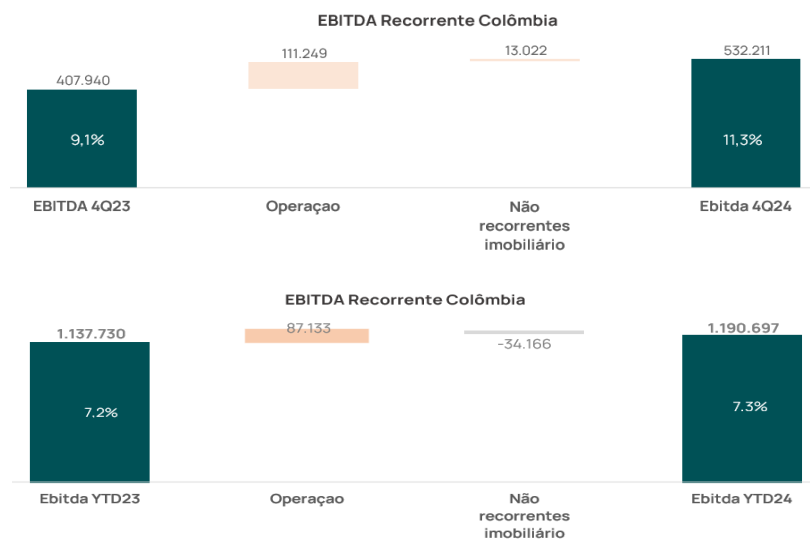 EBITDA Recorrente Colômbia
407.940
111.249
13.022
532.211
9,1%
11,3%
EBITDA 4Q23
Operaçao
Não
recorrentes
imobiliário
Ebitda 4Q24
EBITDA Recorrente Colômbia
1.137.730
87.133
-34.166
1.190.697
7.2%
7.3%
Ebitda YTD23
Operaçao
Não
recorrentes
imobiliário
Ebitda YTD24